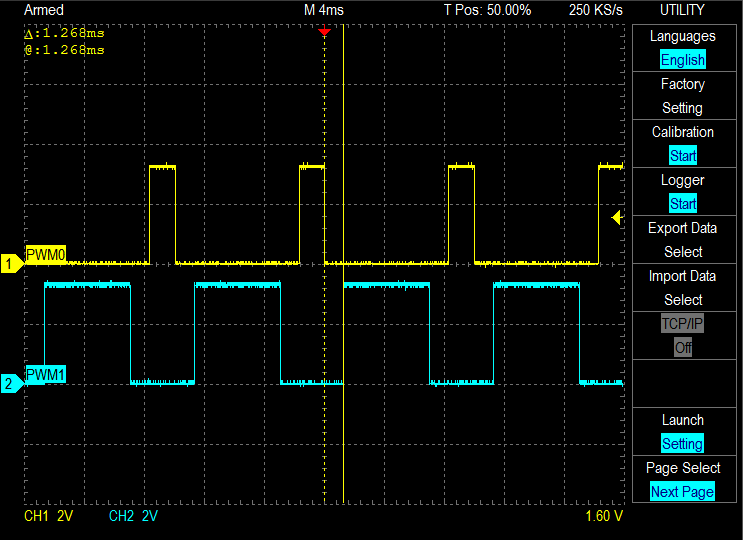 Armed M 4ms T Pos: 50.00% 250 KS/s UTILITY
Δ:1.268ms
@:1.268ms
PWM0
1
PWM1
2
CH1 2V CH2 2V 1.60 V
Languages
English
Factory
Setting
Calibration
Start
Logger
Start
Export Data
Select
Import Data
Select
TCP/IP
Off
Launch
Setting
Page Select
Next Page